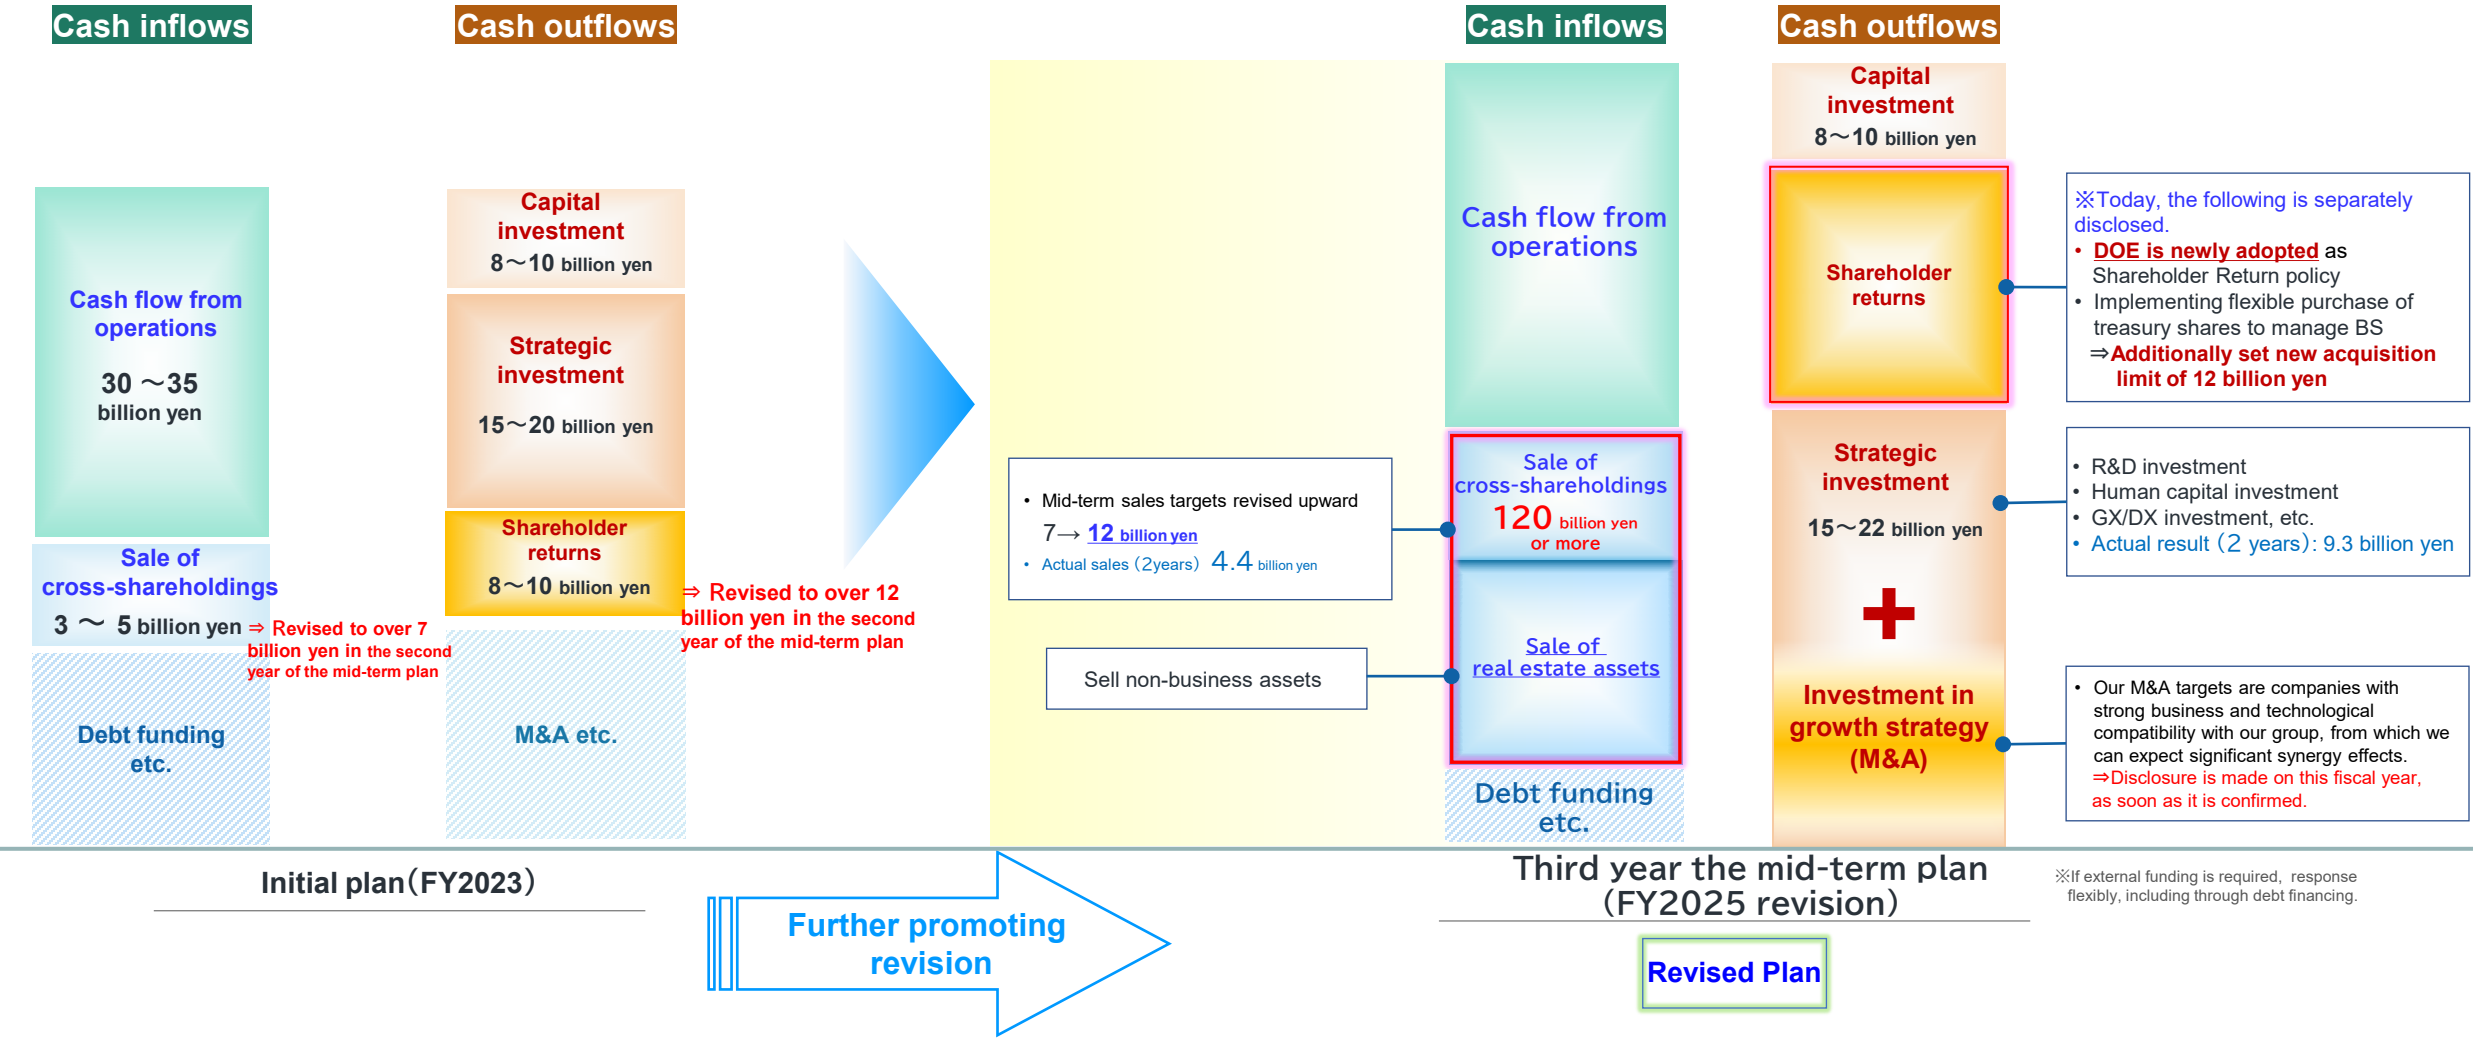 Cash inflows
Cash outflows
Cash flow from
operations
30 ～35
billion yen
Sale of
cross-shareholdings
3 ～ 5 billion yen
⇒ Revised to over 7
billion yen in the second
year of the mid-term plan
Debt funding
etc.
Capital
investment
8～10 billion yen
Strategic
investment
15～20 billion yen
Shareholder
returns
8～10 billion yen
⇒ Revised to over 12
billion yen in the second
year of the mid-term plan
M&A etc.
Initial plan（FY2023）
Further promoting
revision
Cash inflows
Cash outflows
Cash flow from
operations
• Mid-term sales targets revised upward
7→ 12 billion yen
• Actual sales（2years） 4.4 billion yen
Sale of
cross-shareholdings
120 billion yen
or more
Sell non-business assets
Sale of
real estate assets
Debt funding
etc.
Capital
investment
8～10 billion yen
Shareholder
returns
※Today, the following is separately
disclosed.
• DOE is newly adopted as
Shareholder Return policy
• Implementing flexible purchase of
treasury shares to manage BS
⇒Additionally set new acquisition
limit of 12 billion yen
Strategic
investment
15～22 billion yen
• R&D investment
• Human capital investment
• GX/DX investment, etc.
• Actual result（2 years）: 9.3 billion yen
+
Investment in
growth strategy
(M&A)
• Our M&A targets are companies with
strong business and technological
compatibility with our group, from which we
can expect significant synergy effects.
⇒Disclosure is made on this fiscal year,
as soon as it is confirmed.
Third year the mid-term plan
（FY2025 revision）
※If external funding is required, response
flexibly, including through debt financing.
Revised Plan